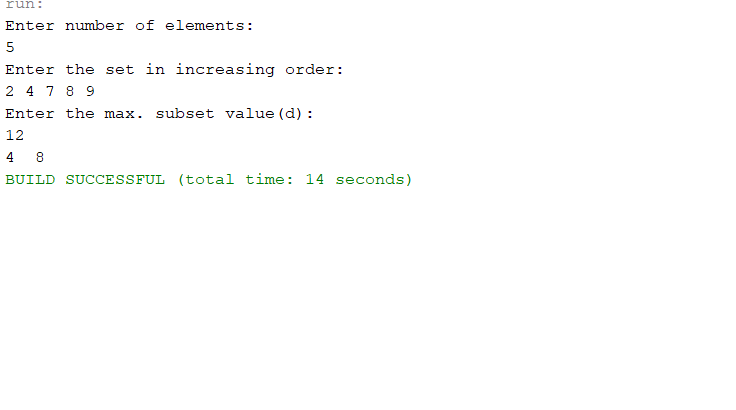 run:
Enter number of elements:
5
Enter the set in increasing order:
2 4 7 8 9
Enter the max. subset value(d):
12
4  8
BUILD SUCCESSFUL (total time: 14 seconds)